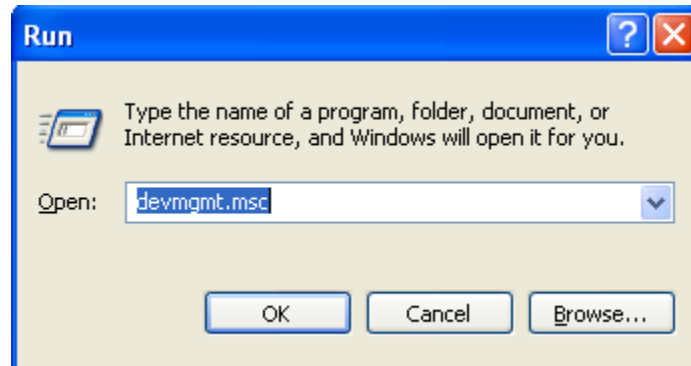 Run
Type the name of a program, folder, document, or
Internet resource, and Windows will open it for you.
Open: devmgmt.msc
OK Cancel Browse...